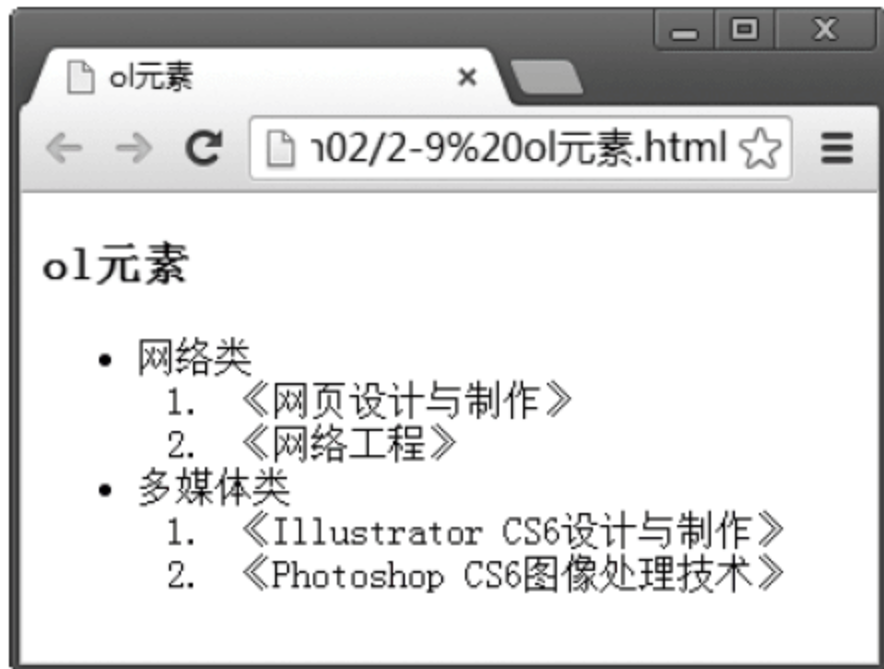 ol元素
102/2-9%20ol元素.html
ol元素
• 网络类
1. 《网页设计与制作》
2. 《网络工程》
• 多媒体类
1. 《Illustrator CS6设计与制作》
2. 《Photoshop CS6图像处理技术》